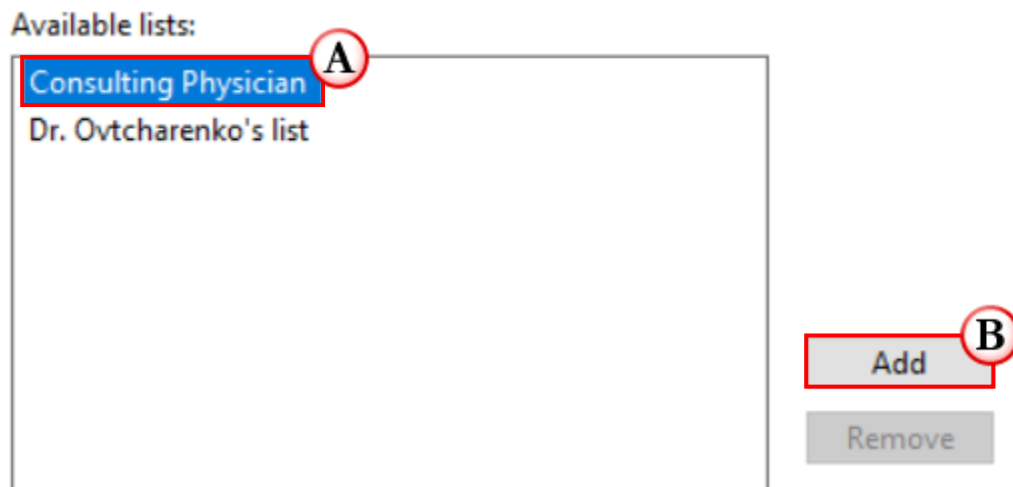 Available lists:
A
Consulting Physician
Dr. Ovtcharenko's list
B
Add
Remove